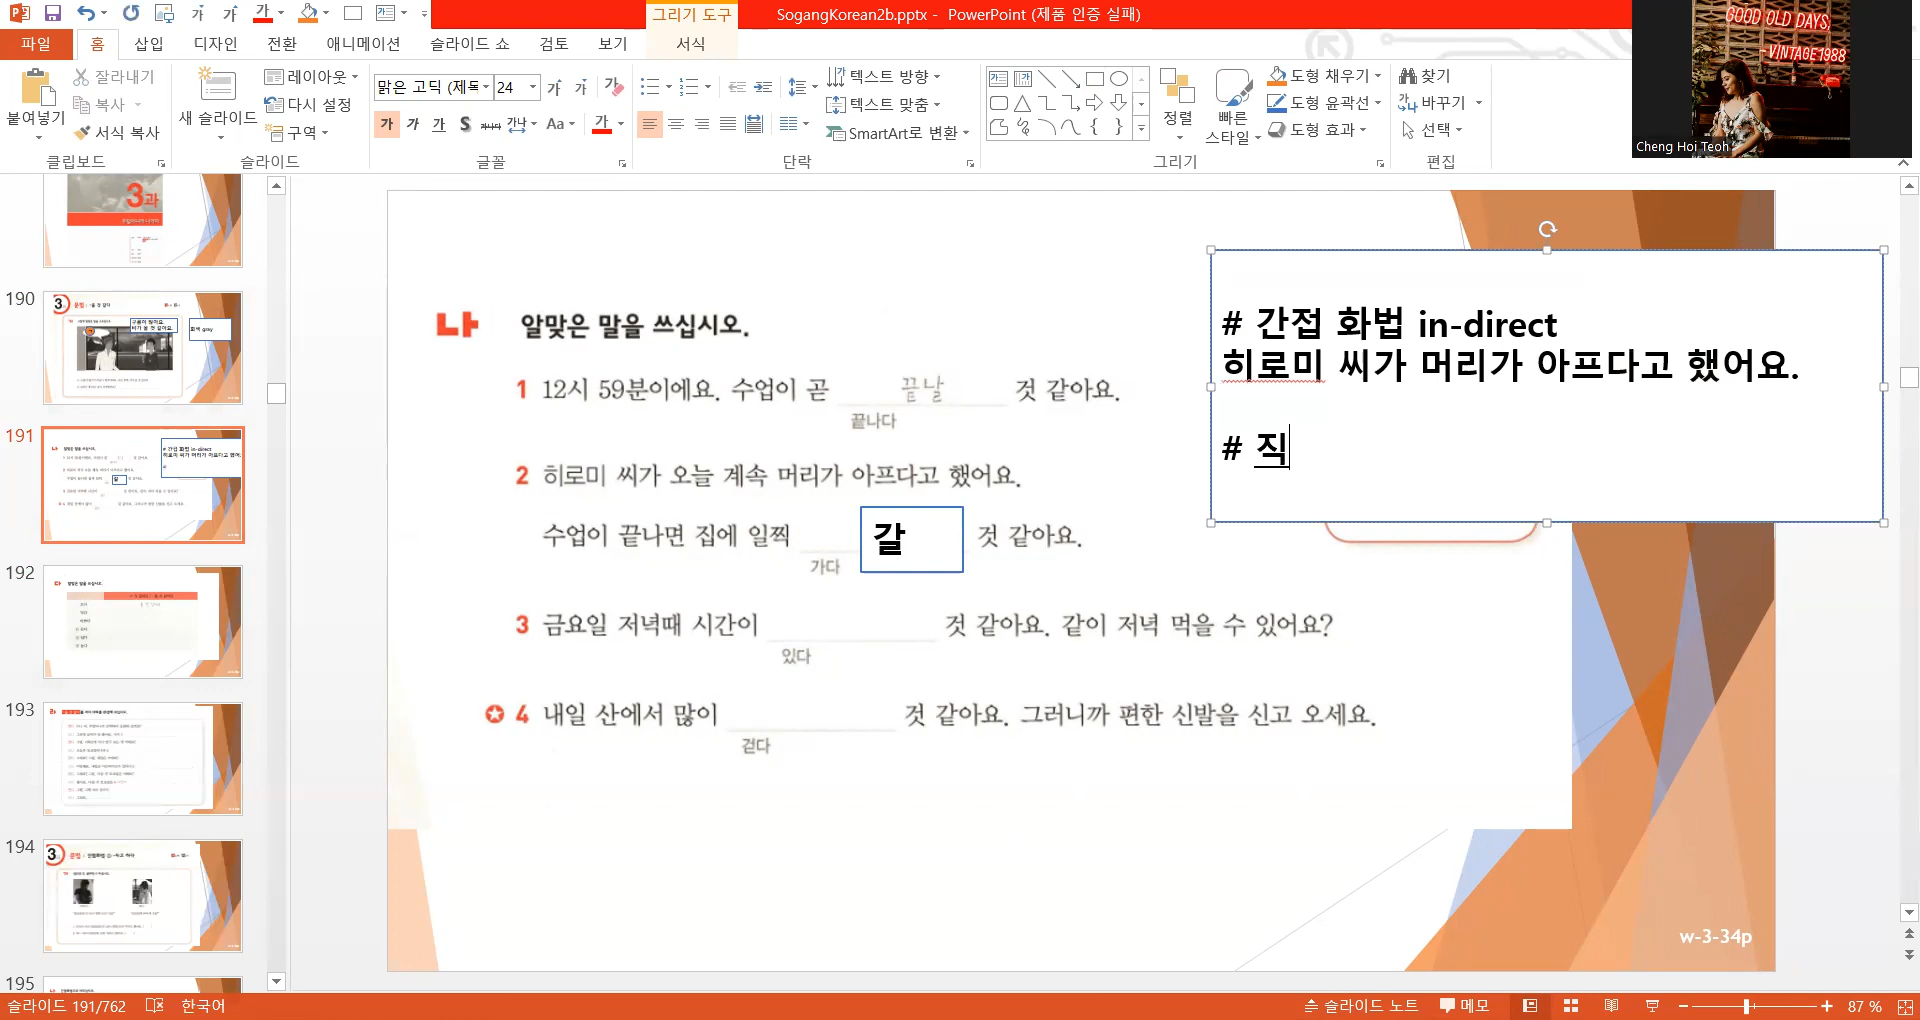 SogangKorean2b.pptx - PowerPoint (제품 인증 실패)
그리기 도구
파일 홈 삽입 디자인 전환 애니메이션 슬라이드 쇼 검토 보기 서식
붙여넣기
잘라내기
복사
서식 복사
클립보드
새 슬라이드
레이아웃
다시 설정
구역
슬라이드
맑은 고딕 (제목 24
가 가 가 S 가나다 간격 Aa 가
글꼴
텍스트 방향
텍스트 맞춤
SmartArt로 변환
단락
정렬
빠른 스타일
도형 채우기
도형 윤곽선
도형 효과
그리기
찾기
바꾸기
선택
편집
GOOD OLD DAYS,
-VINTAGE1988
Cheng Hoi Teoh
3과
190
191
192
193
194
195
나 알맞은 말을 쓰십시오.
1 12시 59분이에요. 수업이 곧 끝날 것 같아요.
끝나다
2 히로미 씨가 오늘 계속 머리가 아프다고 했어요.
수업이 끝나면 집에 일찍 갈 것 같아요.
가다
3 금요일 저녁때 시간이 것 같아요. 같이 저녁 먹을 수 있어요?
있다
4 내일 산에서 많이 것 같아요. 그러니까 편한 신발을 신고 오세요.
걷다
# 간접 화법 in-direct
히로미 씨가 머리가 아프다고 했어요.
# 직
w-3-34p
슬라이드 191/762 한국어
슬라이드 노트 메모 87 %